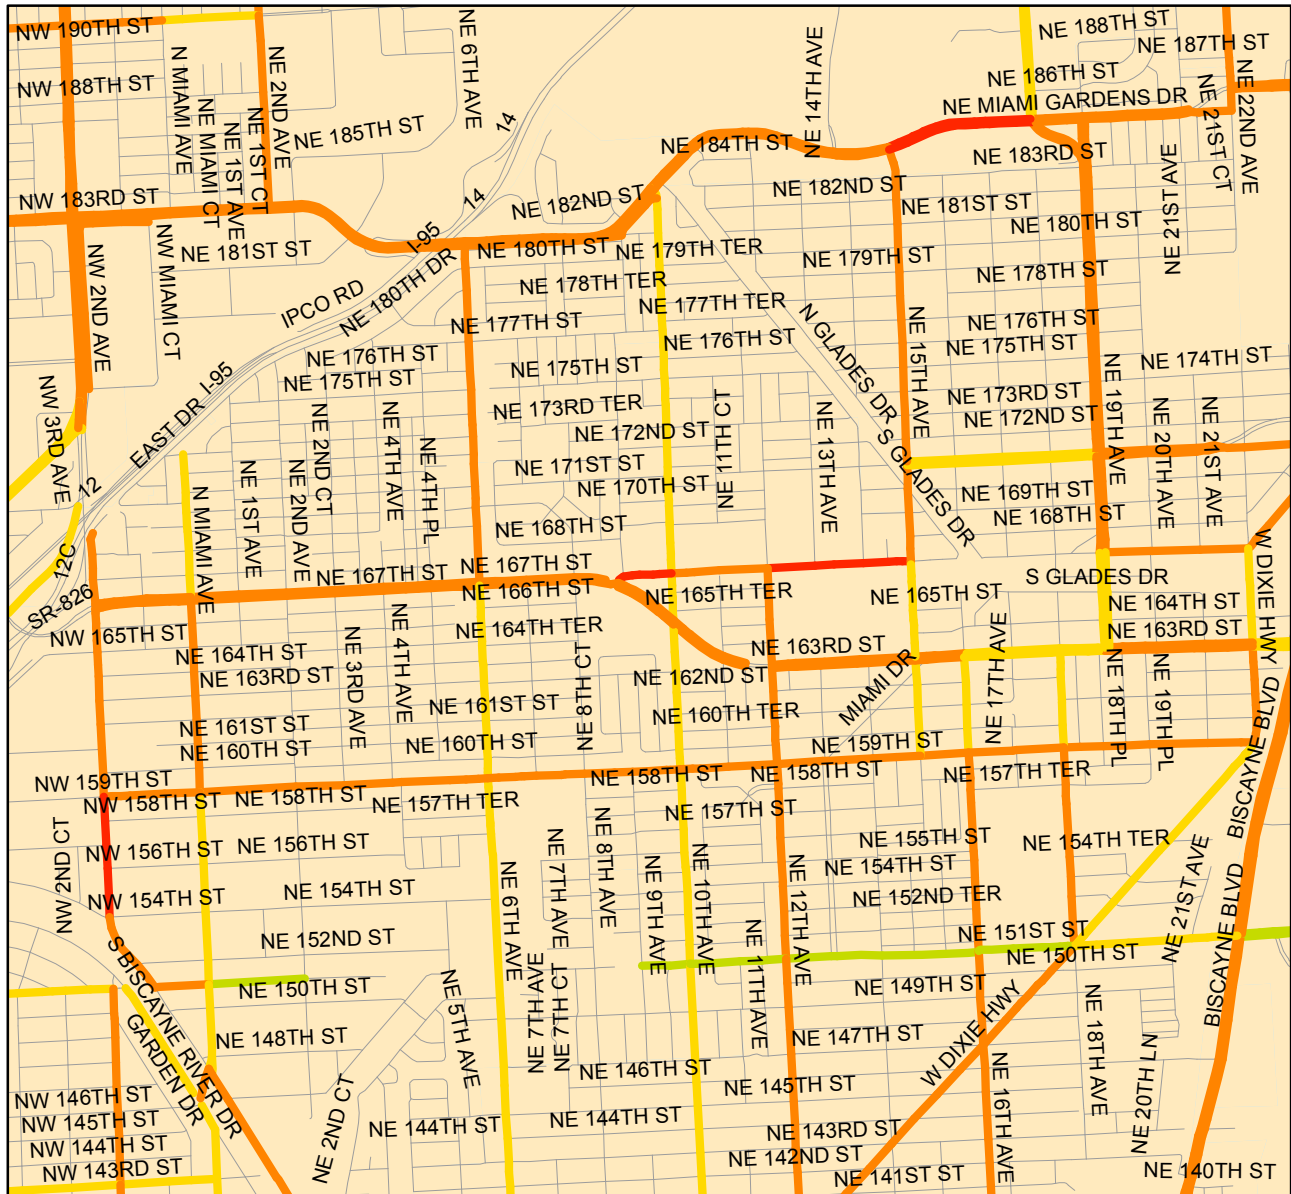 NW 190TH ST
NW 188TH ST
N MIAMI AVE
NE MIAMI CT
NE 1ST AVE
NE 1ST CT
NE 2ND AVE
NE 185TH ST
NE 6TH AVE
14
14
NE 14TH AVE
NE 188TH ST
NE 187TH ST
NE 186TH ST
NE MIAMI GARDENS DR
NE 21ST CT
NE 22ND AVE
NE 184TH ST
NE 183RD ST
NE 182ND ST
NE 181ST ST
NE 180TH ST
NE 21ST AVE
NE 179TH ST
NE 178TH ST
NW 183RD ST
NE 181ST ST
NW MIAMI CT
NW 2ND AVE
NE 182ND ST
I-95
NE 180TH ST
NE 179TH TER
NE 178TH TER
NE 180TH DR
IPCO RD
NE 177TH TER
NE 177TH ST
NE 176TH ST
N GLADES DR
NE 15TH AVE
NE 176TH ST
NE 175TH ST
NE 174TH ST
NE 176TH ST
NE 175TH ST
NE 175TH ST
I-95
EAST DR
NW 3RD AVE
NE 2ND CT
NE 4TH AVE
NE 4TH PL
NE 173RD TER
NE 172ND ST
NE 11TH CT
NE 13TH AVE
S GLADES DR
NE 173RD ST
NE 172ND ST
NE 19TH AVE
NE 20TH AVE
NE 21ST AVE
NE 171ST ST
NE 170TH ST
NE 169TH ST
NE 168TH ST
12
N MIAMI AVE
NE 1ST AVE
NE 2ND AVE
NE 168TH ST
12C
SR-826
NE 167TH ST
NE 167TH ST
NE 166TH ST
NE 165TH TER
NE 165TH ST
S GLADES DR
W DIXIE HWY
NE 164TH ST
NE 163RD ST
NW 165TH ST
NE 164TH ST
NE 163RD ST
NE 3RD AVE
NE 4TH AVE
NE 164TH TER
NE 8TH CT
NE 163RD ST
NE 162ND ST
MIAMI DR
NE 17TH AVE
NE 18TH PL
NE 19TH PL
NE 161ST ST
NE 160TH ST
NE 161ST ST
NE 160TH ST
NE 160TH TER
NE 159TH ST
NW 159TH ST
NW 158TH ST
NE 158TH ST
NE 157TH TER
NE 158TH ST
NE 158TH ST
NE 157TH TER
BISCAYNE BLVD
NE 157TH ST
NW 2ND CT
NW 156TH ST
NE 156TH ST
NE 155TH ST
NE 154TH ST
NE 154TH TER
NE 152ND TER
NW 154TH ST
NE 154TH ST
NE 6TH AVE
NE 7TH AVE
NE 8TH AVE
NE 9TH AVE
NE 10TH AVE
NE 11TH AVE
NE 12TH AVE
NE 21ST AVE
BISCAYNE BLVD
NE 152ND ST
NE 151ST ST
NE 150TH ST
S BISCAYNE RIVER DR
NE 150TH ST
NE 5TH AVE
NE 7TH AVE
NE 7TH CT
NE 149TH ST
W DIXIE HWY
NE 18TH AVE
NE 20TH LN
GARDEN DR
NE 148TH ST
NE 147TH ST
NE 146TH ST
NE 145TH ST
NE 16TH AVE
NW 146TH ST
NW 145TH ST
NW 144TH ST
NW 143RD ST
NE 2ND CT
NE 144TH ST
NE 144TH ST
NE 143RD ST
NE 142ND ST
NE 141ST ST
NE 140TH ST